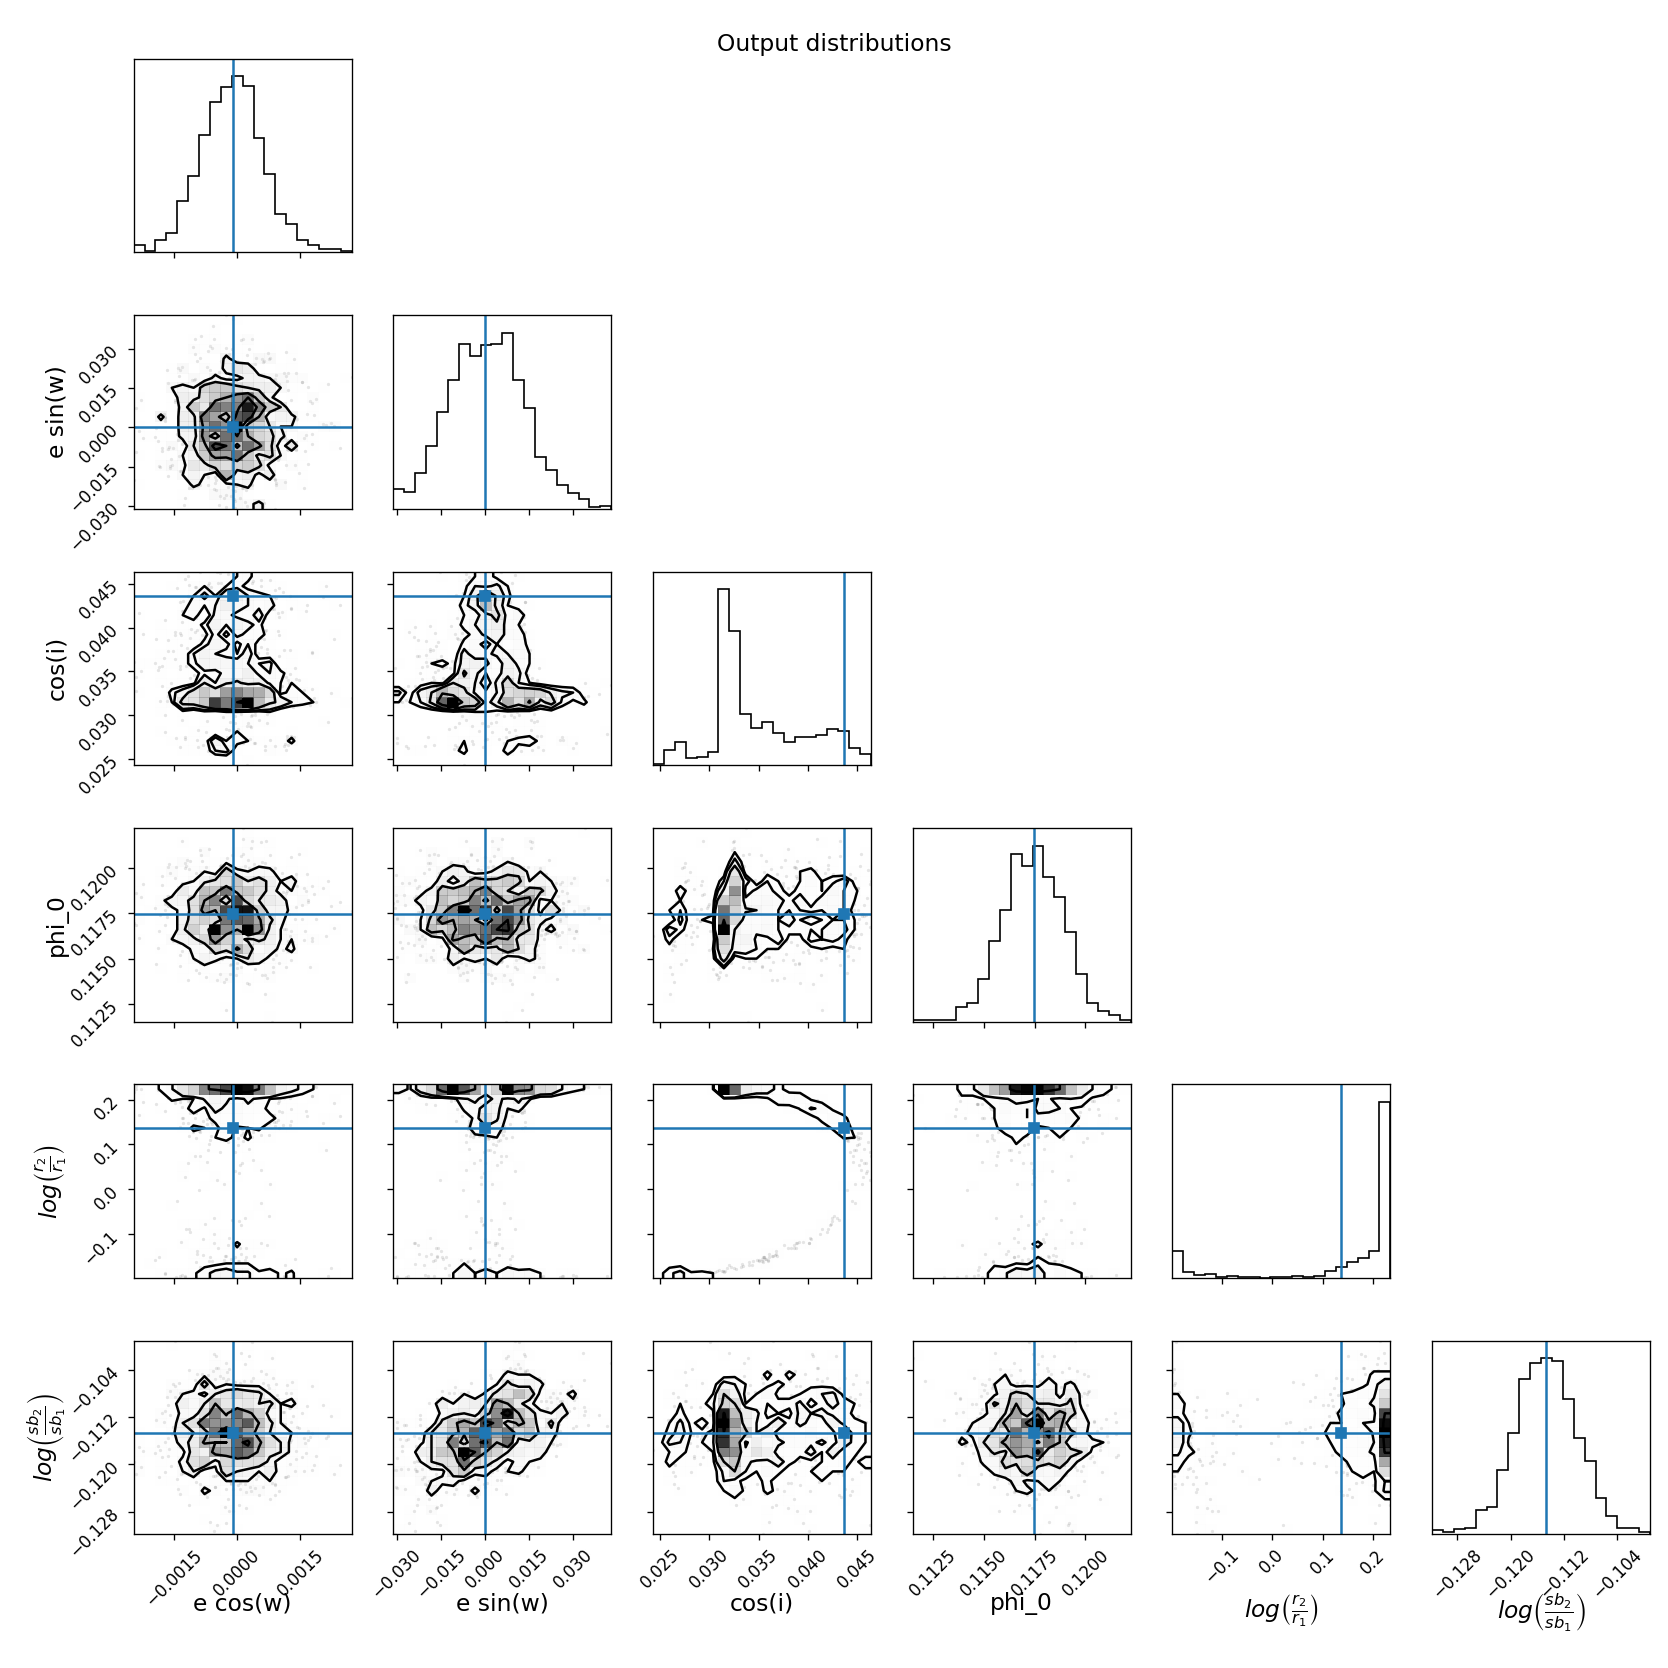 Output distributions
e sin(w)
0.030
0.015
0.000
−0.015
−0.030
cos(i)
0.045
0.040
0.035
0.030
0.025
phi_0
0.1200
0.1175
0.1150
0.1125
log(r₂/r₁)
0.2
0.1
0.0
−0.1
log(sb₂/sb₁)
−0.104
−0.112
−0.120
−0.128
−0.0015 0.0000 0.0015
−0.030 −0.015 0.000 0.015 0.030
0.025 0.030 0.035 0.040 0.045
0.1125 0.1150 0.1175 0.1200
−0.1 0.0 0.1 0.2
−0.128 −0.120 −0.112 −0.104
e cos(w) e sin(w) cos(i) phi_0 log(r₂/r₁) log(sb₂/sb₁)